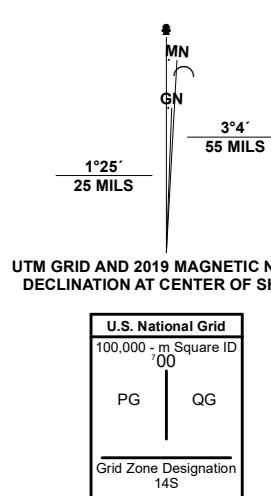 MN
GN
3°4´
55 MILS
1°25´
25 MILS
UTM GRID AND 2019 MAGNETIC N
DECLINATION AT CENTER OF SH
U.S. National Grid
100,000 - m Square ID
700
PG QG
Grid Zone Designation
14S